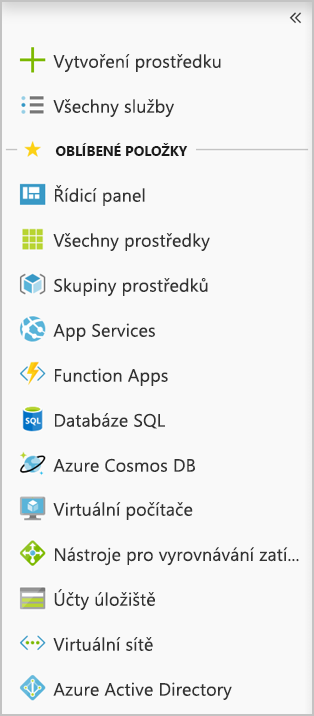 «
Vytvoření prostředku
Všechny služby
OBLÍBENÉ POLOŽKY
Řídicí panel
Všechny prostředky
Skupiny prostředků
App Services
Function Apps
SQL Databáze SQL
Azure Cosmos DB
Virtuální počítače
Nástroje pro vyrovnávání zatí...
Účty úložiště
Virtuální sítě
Azure Active Directory